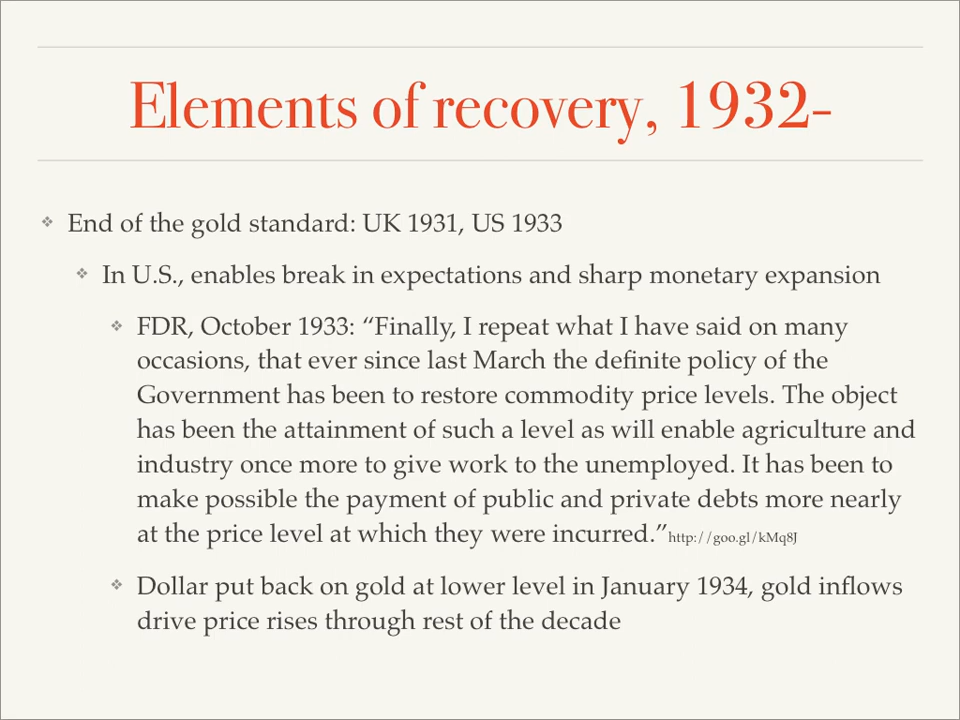 Elements of recovery, 1932-
❖ End of the gold standard: UK 1931, US 1933
❖ In U.S., enables break in expectations and sharp monetary expansion
❖ FDR, October 1933: “Finally, I repeat what I have said on many
occasions, that ever since last March the definite policy of the
Government has been to restore commodity price levels. The object
has been the attainment of such a level as will enable agriculture and
industry once more to give work to the unemployed. It has been to
make possible the payment of public and private debts more nearly
at the price level at which they were incurred.”http://goo.gl/kMq8J
❖ Dollar put back on gold at lower level in January 1934, gold inflows
drive price rises through rest of the decade